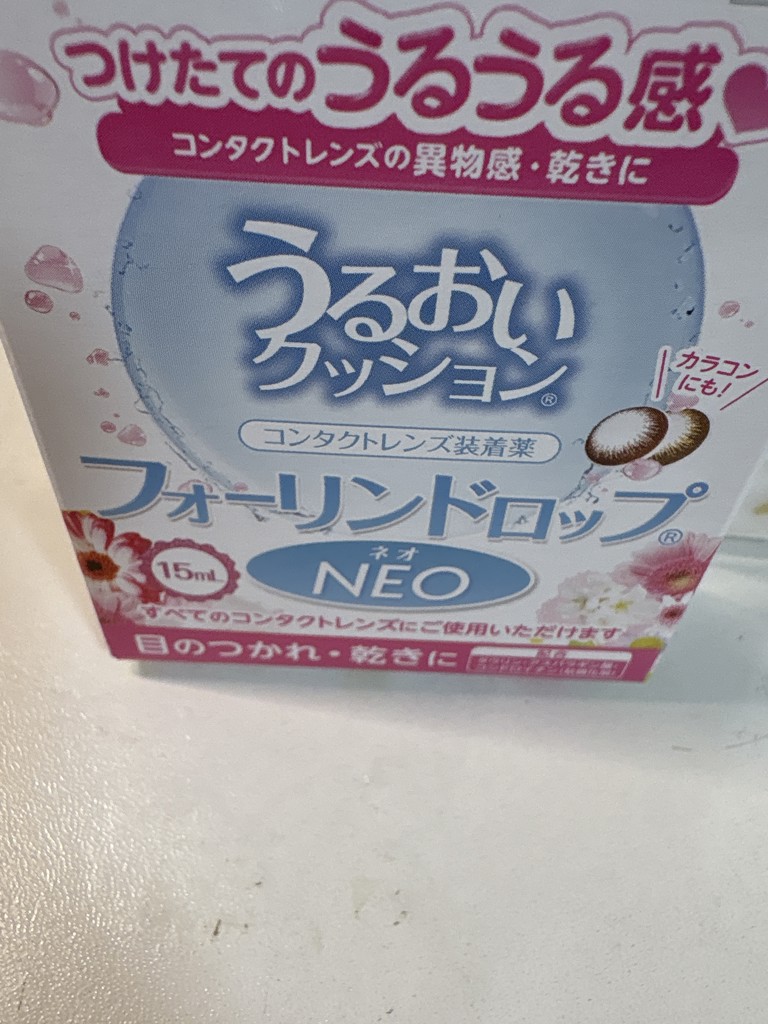 つけたてのうるうる感
コンタクトレンズの異物感・乾きに
うるおい
クッション®
カラコン
にも!
コンタクトレンズ装着薬
フォーリンドロップ®
ネオ
NEO
15mL
すべてのコンタクトレンズにご使用いただけます
目のつかれ・乾きに
配合